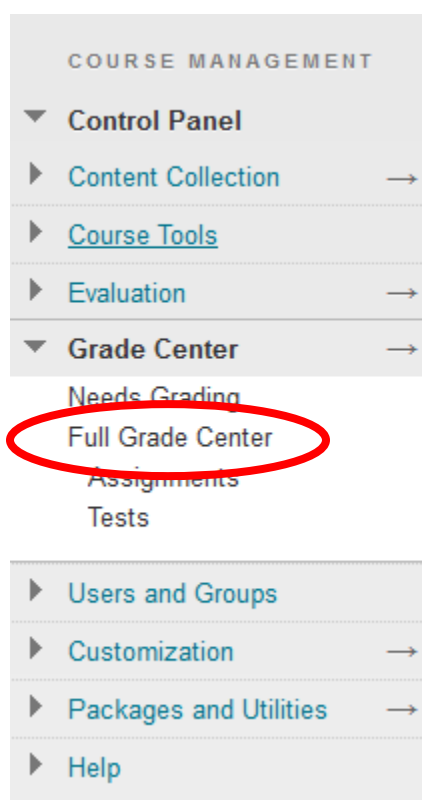 COURSE MANAGEMENT
Control Panel
Content Collection
Course Tools
Evaluation
Grade Center
Needs Grading
Full Grade Center
Assignments
Tests
Users and Groups
Customization
Packages and Utilities
Help